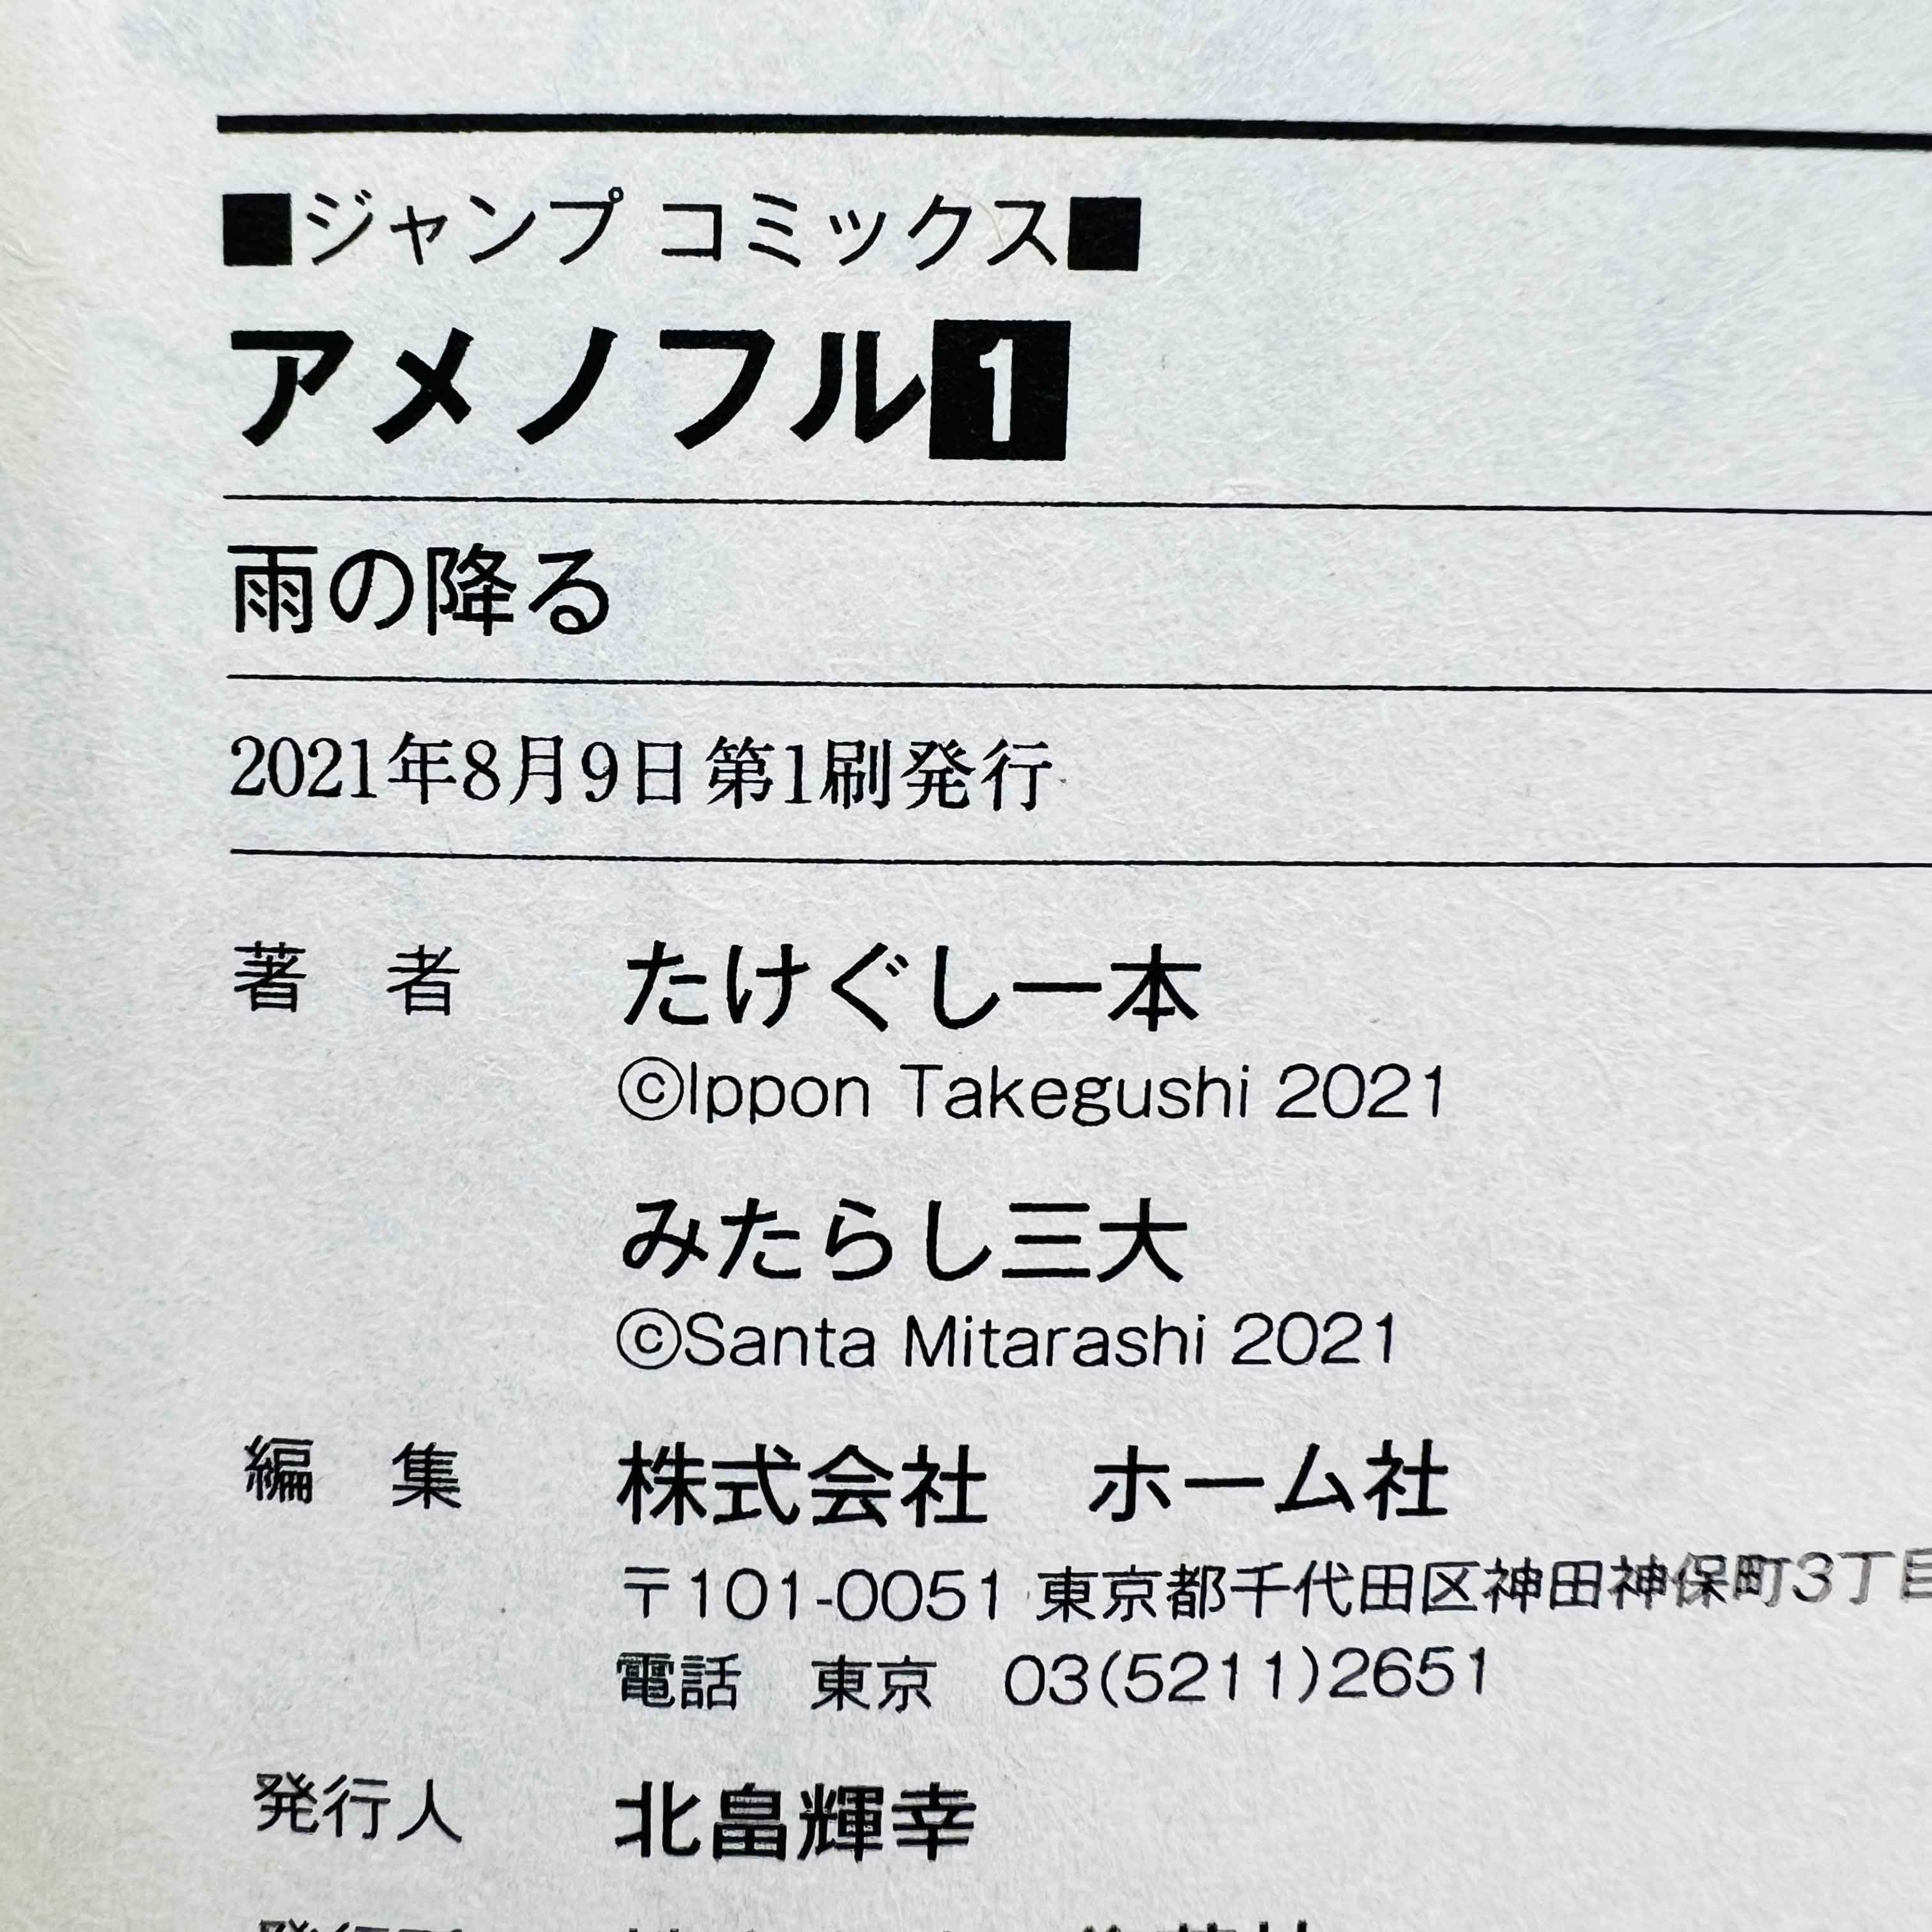 ■ジャンプ コミックス■
アメノフル1
雨の降る
2021年8月9日第1刷発行
著 者 たけぐし一本
©Ippon Takegushi 2021
みたらし三大
©Santa Mitarashi 2021
編 集 株式会社 ホーム社
〒101-0051 東京都千代田区神田神保町3丁目
電話 東京 03(5211)2651
発行人 北畠輝幸